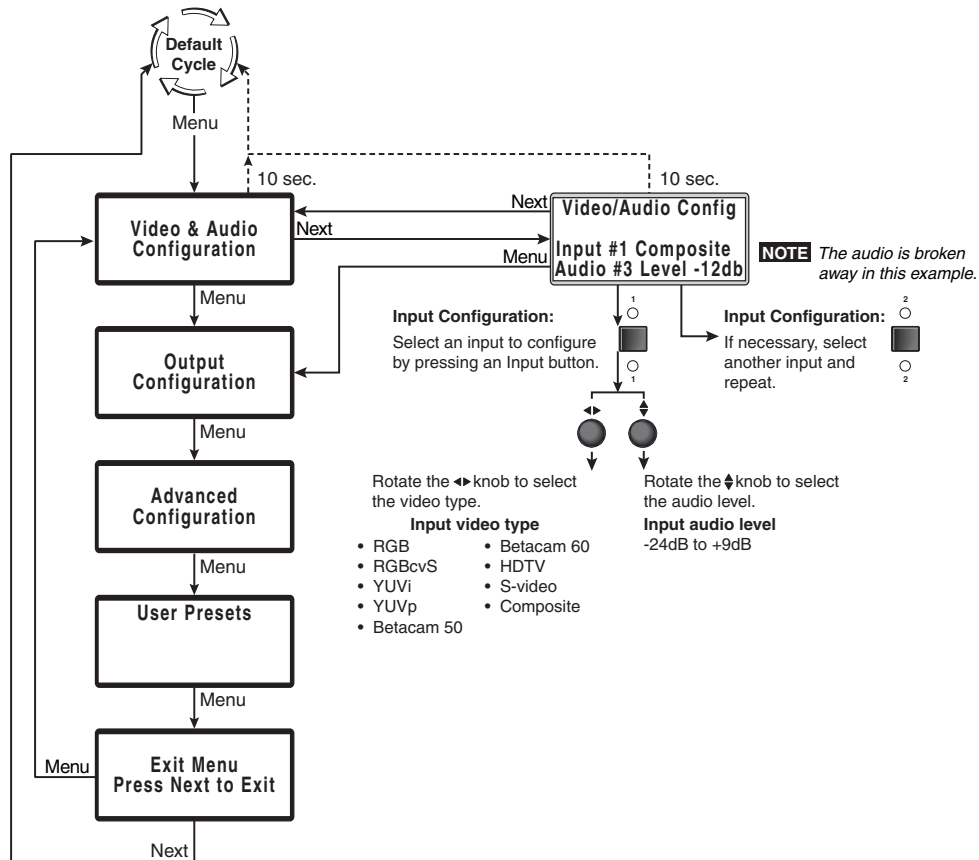 Default
Cycle
Menu
10 sec.
10 sec.
Video & Audio
Configuration
Next
Next
Menu
Video/Audio Config
Input #1 Composite
Audio #3 Level -12db
NOTE The audio is broken
away in this example.
Menu
Output
Configuration
Input Configuration:
Select an input to configure
by pressing an Input button.
1
1
Input Configuration:
If necessary, select
another input and
repeat.
2
2
Menu
Advanced
Configuration
Rotate the knob to select
the video type.
Input video type
• RGB
• RGBcvS
• YUVi
• YUVp
• Betacam 50
• Betacam 60
• HDTV
• S-video
• Composite
Rotate the knob to select
the audio level.
Input audio level
-24dB to +9dB
Menu
User Presets
Menu
Menu
Exit Menu
Press Next to Exit
Next